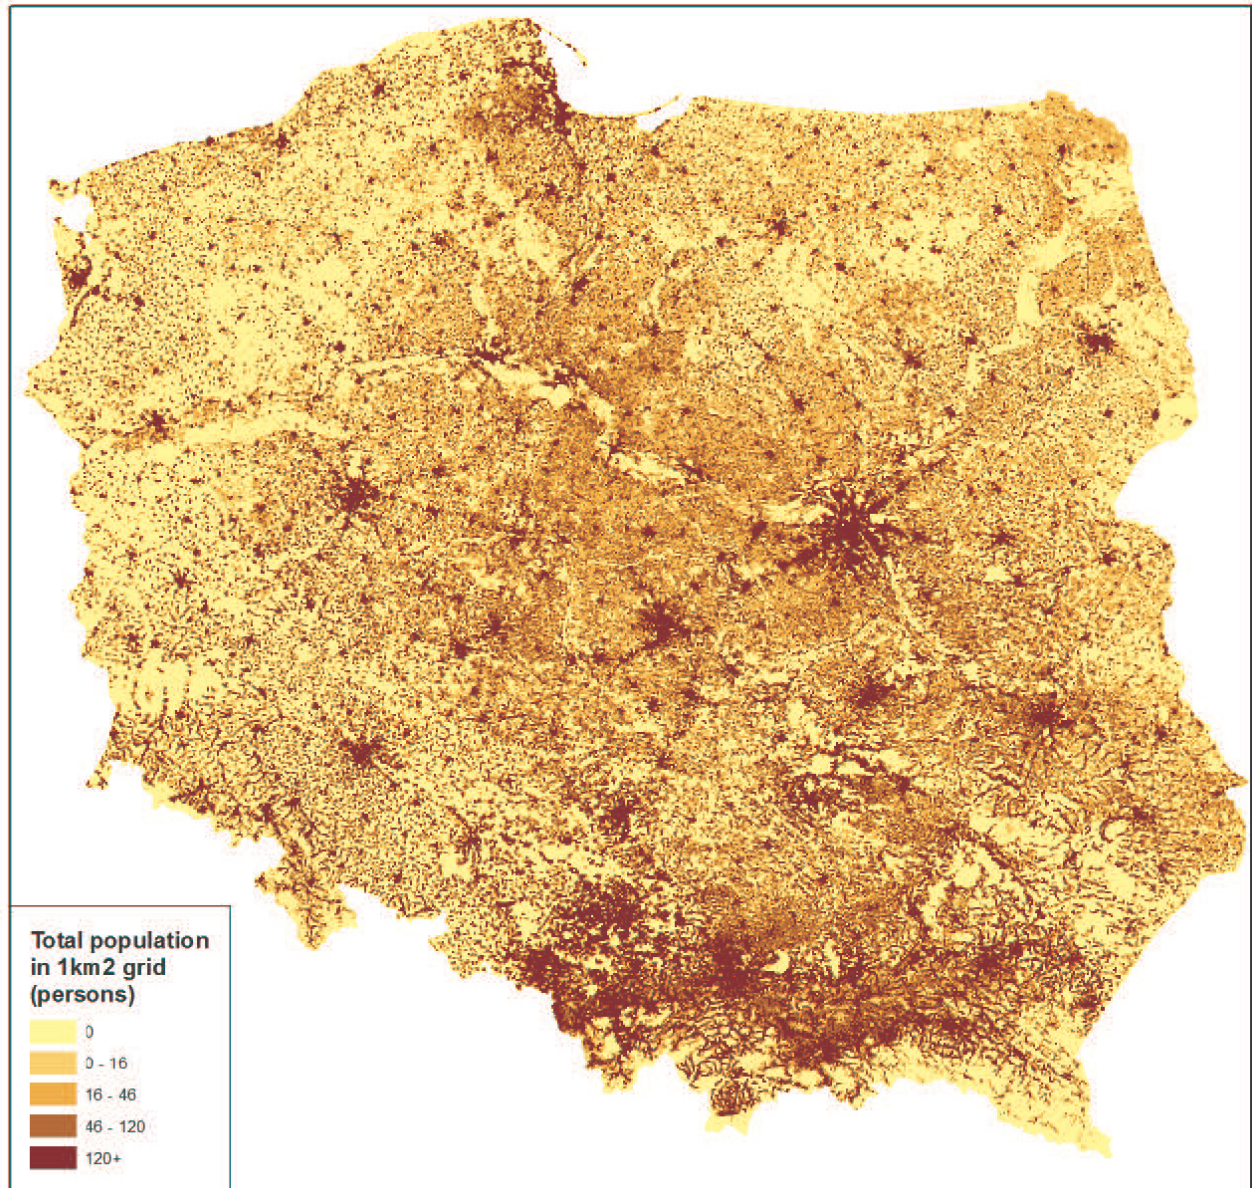 Total population
in 1km2 grid
(persons)
0
0 - 16
16 - 46
46 - 120
120+